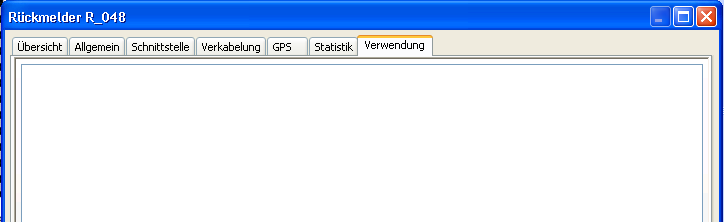 Rückmelder R_048
Übersicht Allgemein Schnittstelle Verkabelung GPS Statistik Verwendung